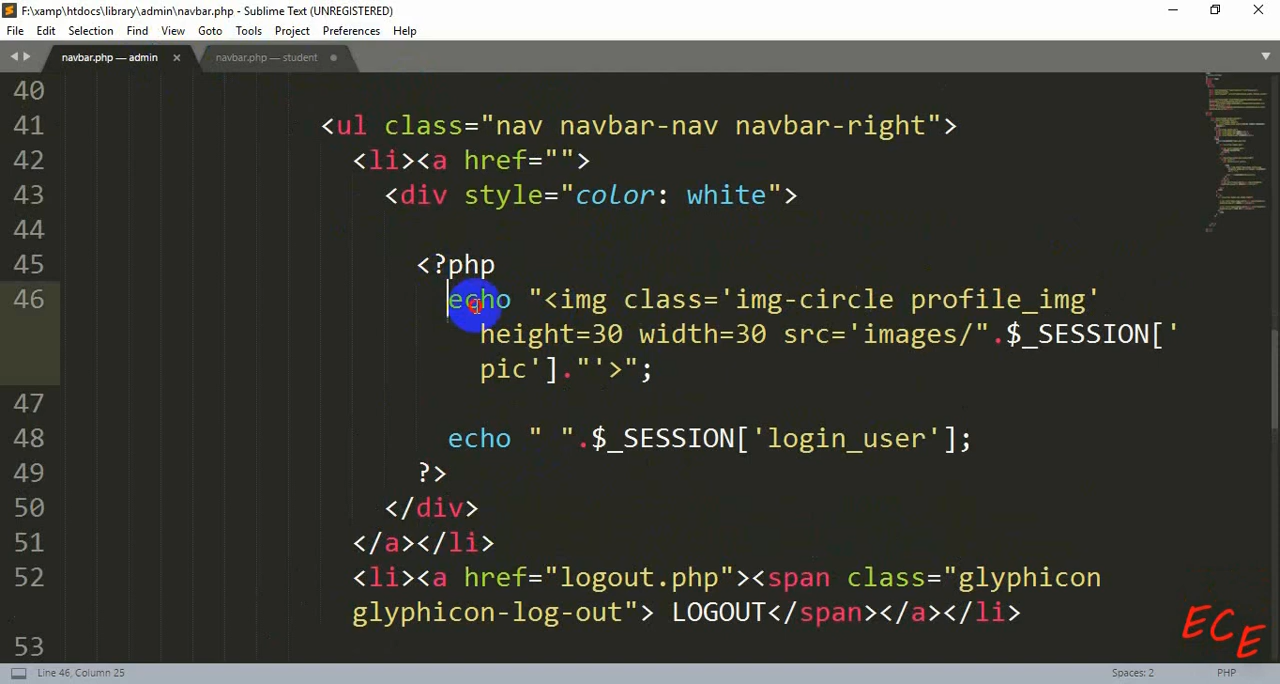 F:\xamp\htdocs\library\admin\navbar.php - Sublime Text (UNREGISTERED)
File Edit Selection Find View Goto Tools Project Preferences Help
navbar.php — admin navbar.php — student
40
41 <ul class="nav navbar-nav navbar-right">
42 <li><a href="">
43 <div style="color: white">
44
45 <?php
46 echo "<img class='img-circle profile_img'
height=30 width=30 src='images/".$_SESSION['
pic']."'>";
47
48 echo " ".$_SESSION['login_user'];
49 ?>
50 </div>
51 </a></li>
52 <li><a href="logout.php"><span class="glyphicon
glyphicon-log-out"> LOGOUT</span></a></li>
53
ECE
Line 46, Column 25 Spaces: 2 PHP